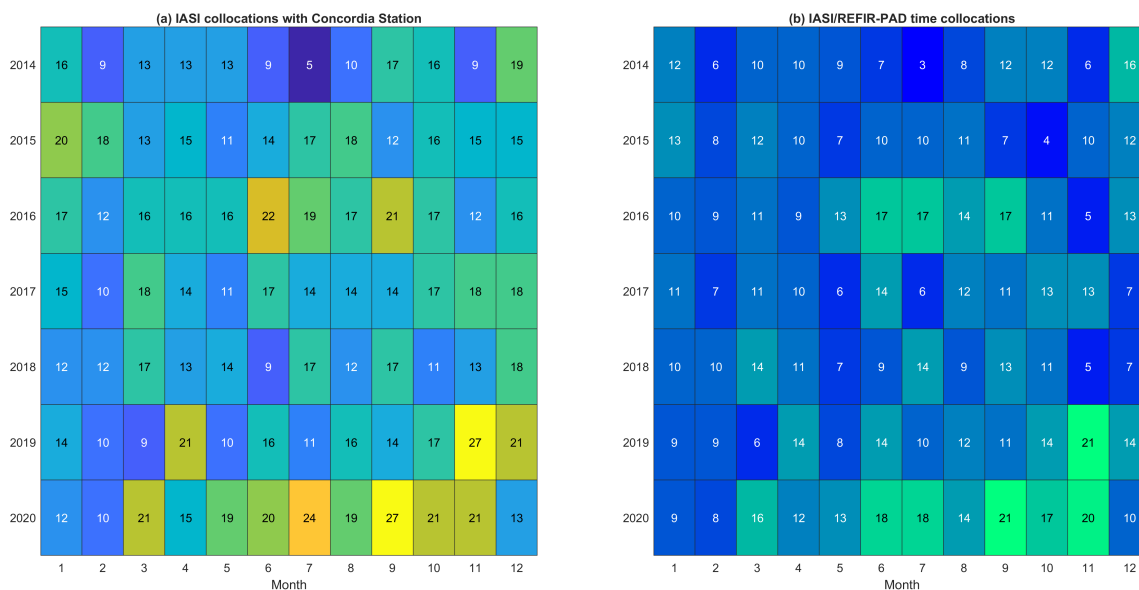 (a) IASI collocations with Concordia Station
2014 16 9 13 13 13 9 5 10 17 16 9 19
2015 20 18 13 15 11 14 17 18 12 16 15 15
2016 17 12 16 16 16 22 19 17 21 17 12 16
2017 15 10 18 14 11 17 14 14 14 17 18 18
2018 12 12 17 13 14 9 17 12 17 11 13 18
2019 14 10 9 21 10 16 11 16 14 17 27 21
2020 12 10 21 15 19 20 24 19 27 21 21 13
1 2 3 4 5 6 7 8 9 10 11 12
Month
(b) IASI/REFIR-PAD time collocations
2014 12 6 10 10 9 7 3 8 12 12 6 16
2015 13 8 12 10 7 10 10 11 7 4 10 12
2016 10 9 11 9 13 17 17 14 17 11 5 13
2017 11 7 11 10 6 14 6 12 11 13 13 7
2018 10 10 14 11 7 9 14 9 13 11 5 7
2019 9 9 6 14 8 14 10 12 11 14 21 14
2020 9 8 16 12 13 18 18 14 21 17 20 10
1 2 3 4 5 6 7 8 9 10 11 12
Month